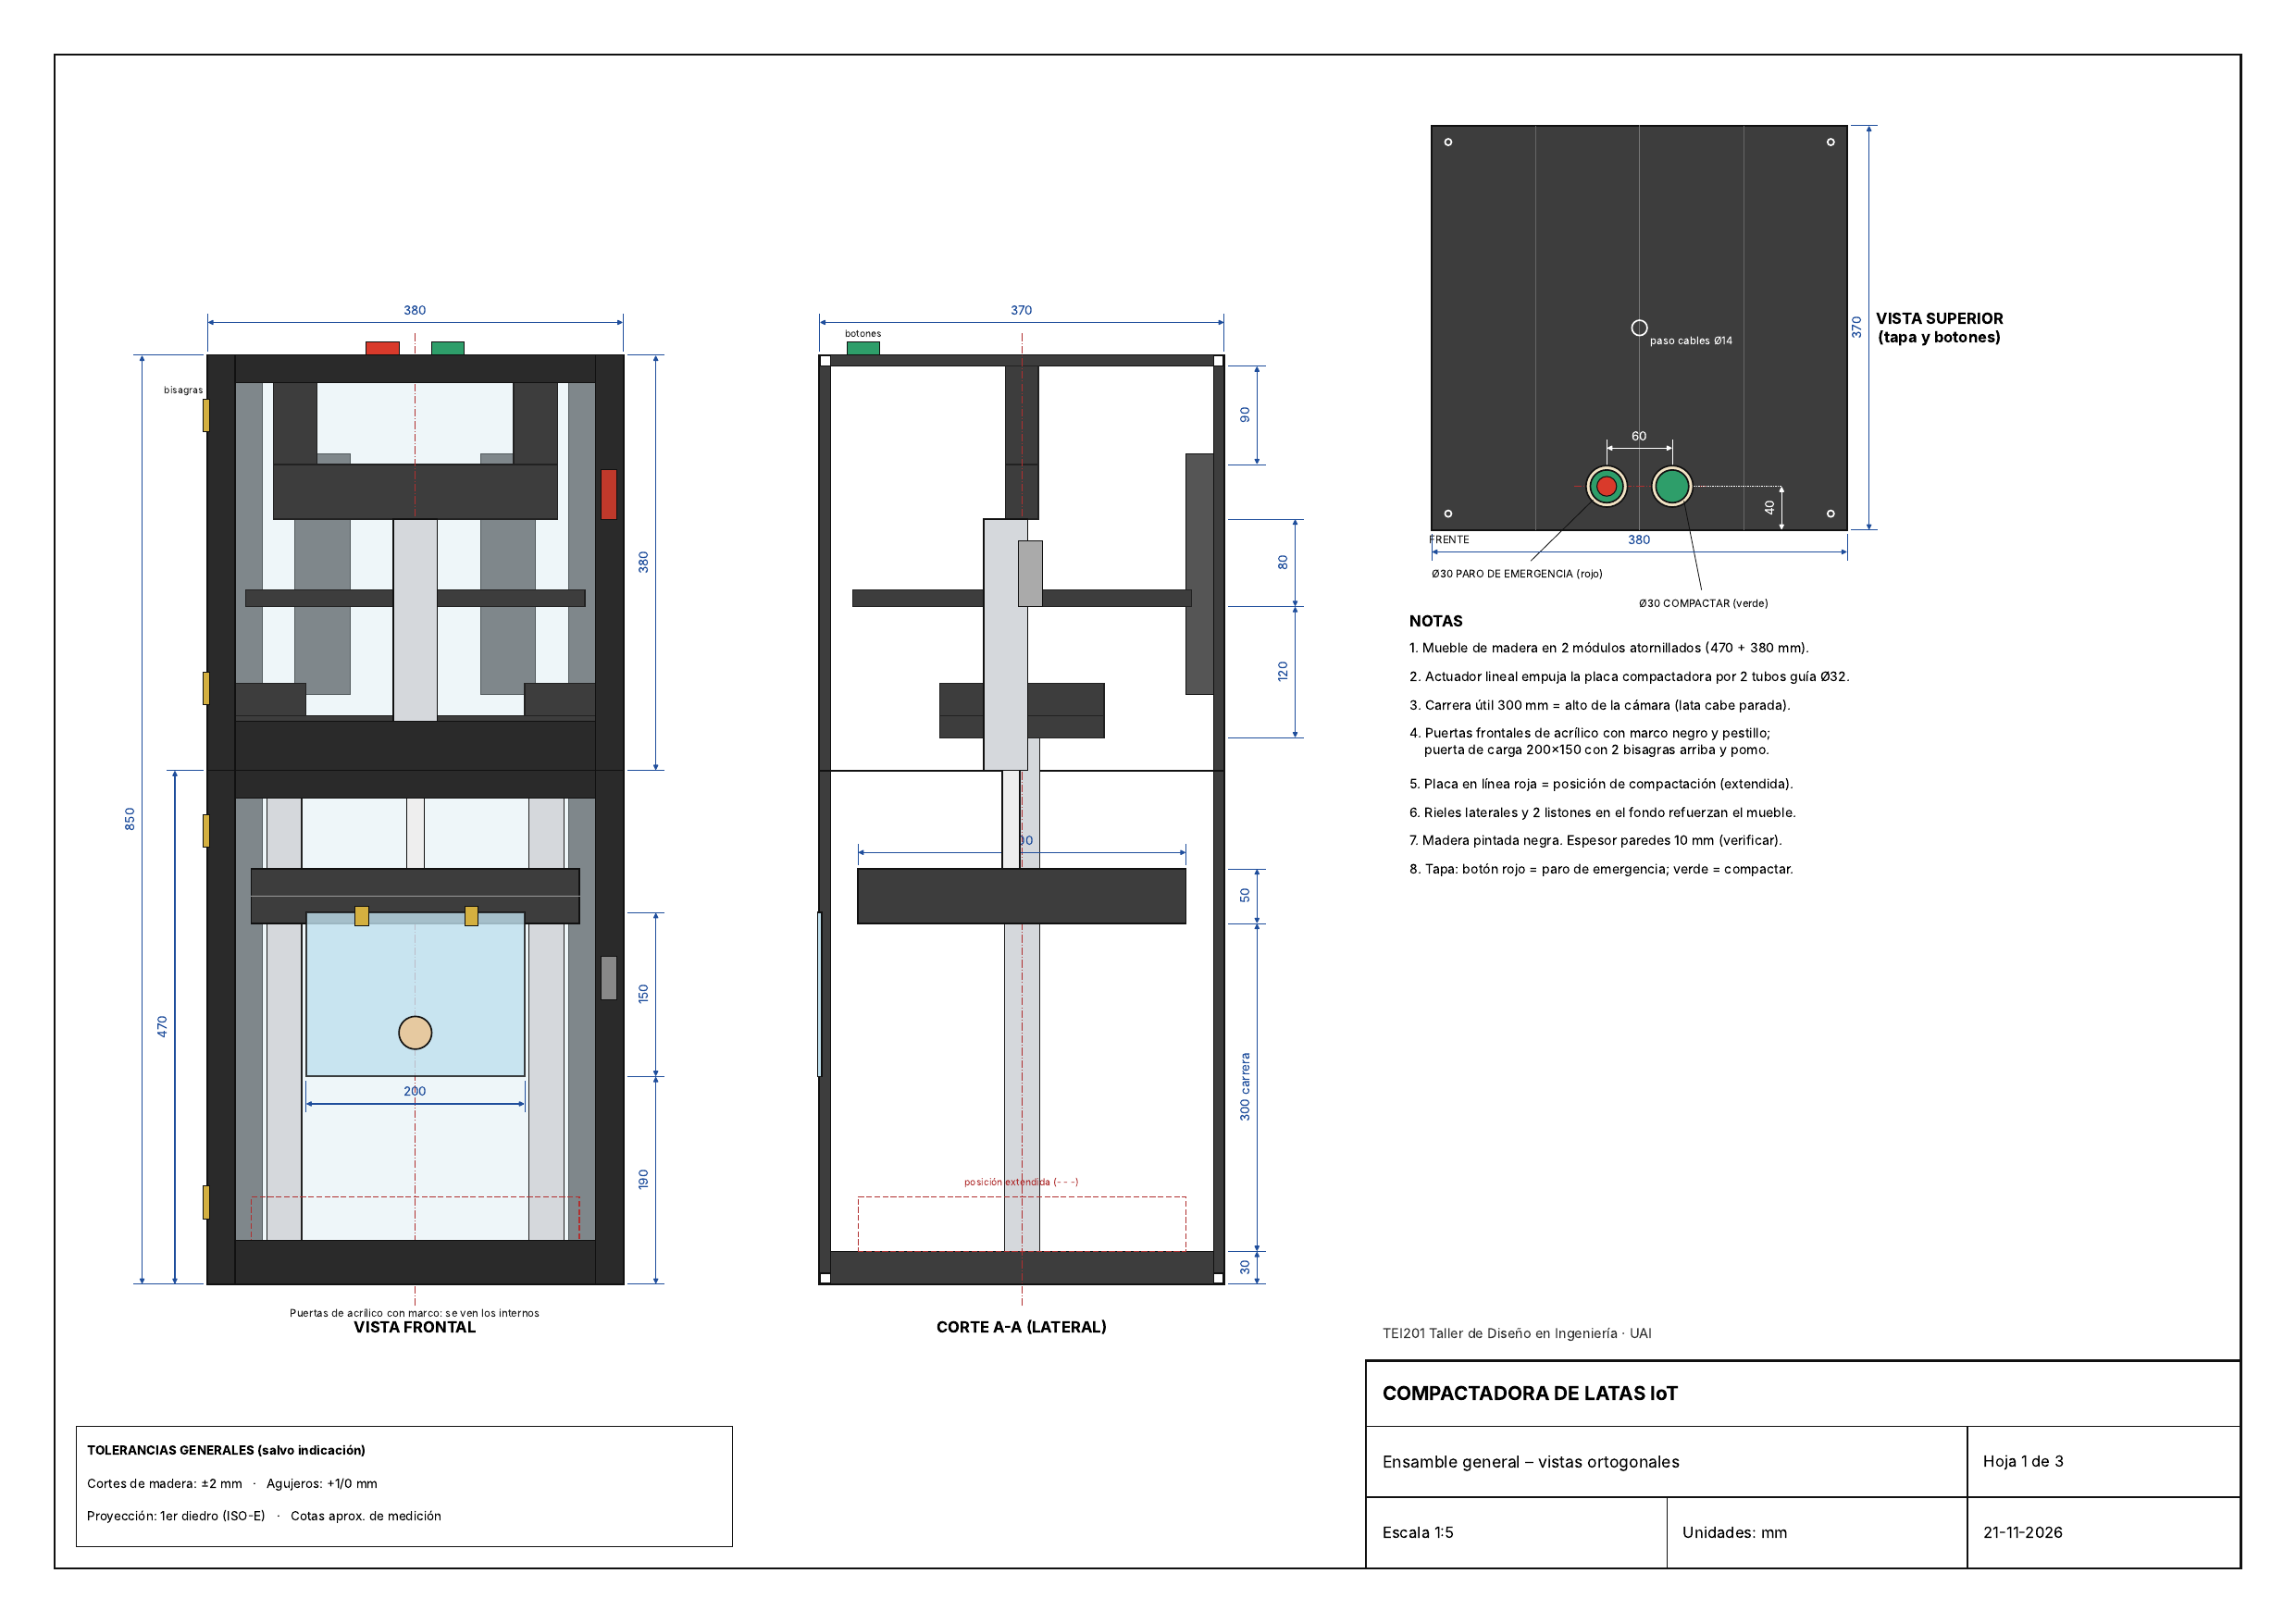 380
bisagras
380
850
470
150
200
190
Puertas de acrílico con marco: se ven los internos
VISTA FRONTAL
370
botones
90
80
120
50
300 carrera
posición extendida (- - -)
30
CORTE A-A (LATERAL)
paso cables Ø14
370
VISTA SUPERIOR
(tapa y botones)
60
40
FRENTE
380
Ø30 PARO DE EMERGENCIA (rojo)
Ø30 COMPACTAR (verde)
NOTAS
1. Mueble de madera en 2 módulos atornillados (470 + 380 mm).
2. Actuador lineal empuja la placa compactadora por 2 tubos guía Ø32.
3. Carrera útil 300 mm = alto de la cámara (lata cabe parada).
4. Puertas frontales de acrílico con marco negro y pestillo;
puerta de carga 200×150 con 2 bisagras arriba y pomo.
5. Placa en línea roja = posición de compactación (extendida).
6. Rieles laterales y 2 listones en el fondo refuerzan el mueble.
7. Madera pintada negra. Espesor paredes 10 mm (verificar).
8. Tapa: botón rojo = paro de emergencia; verde = compactar.
TEI201 Taller de Diseño en Ingeniería · UAI
COMPACTADORA DE LATAS IoT
Ensamble general – vistas ortogonales
Hoja 1 de 3
Escala 1:5
Unidades: mm
21-11-2026
TOLERANCIAS GENERALES (salvo indicación)
Cortes de madera: ±2 mm · Agujeros: +1/0 mm
Proyección: 1er diedro (ISO-E) · Cotas aprox. de medición